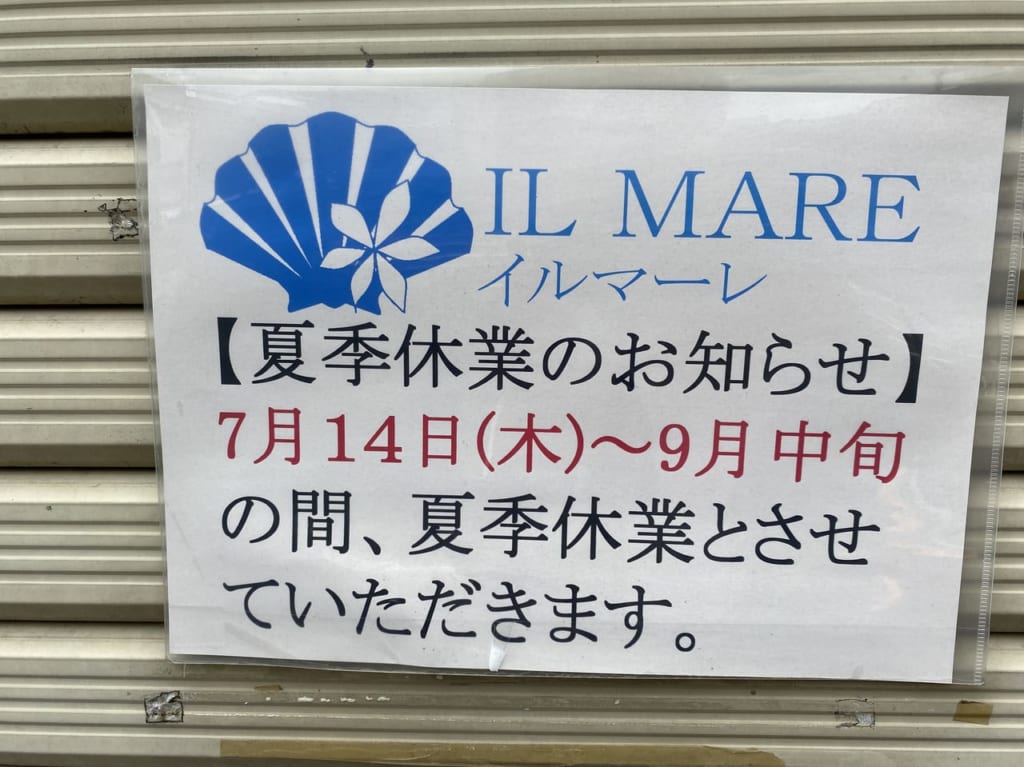 IL MARE
イルマーレ
【夏季休業のお知らせ】
7月14日(木)～9月中旬
の間、夏季休業とさせ
ていただきます。